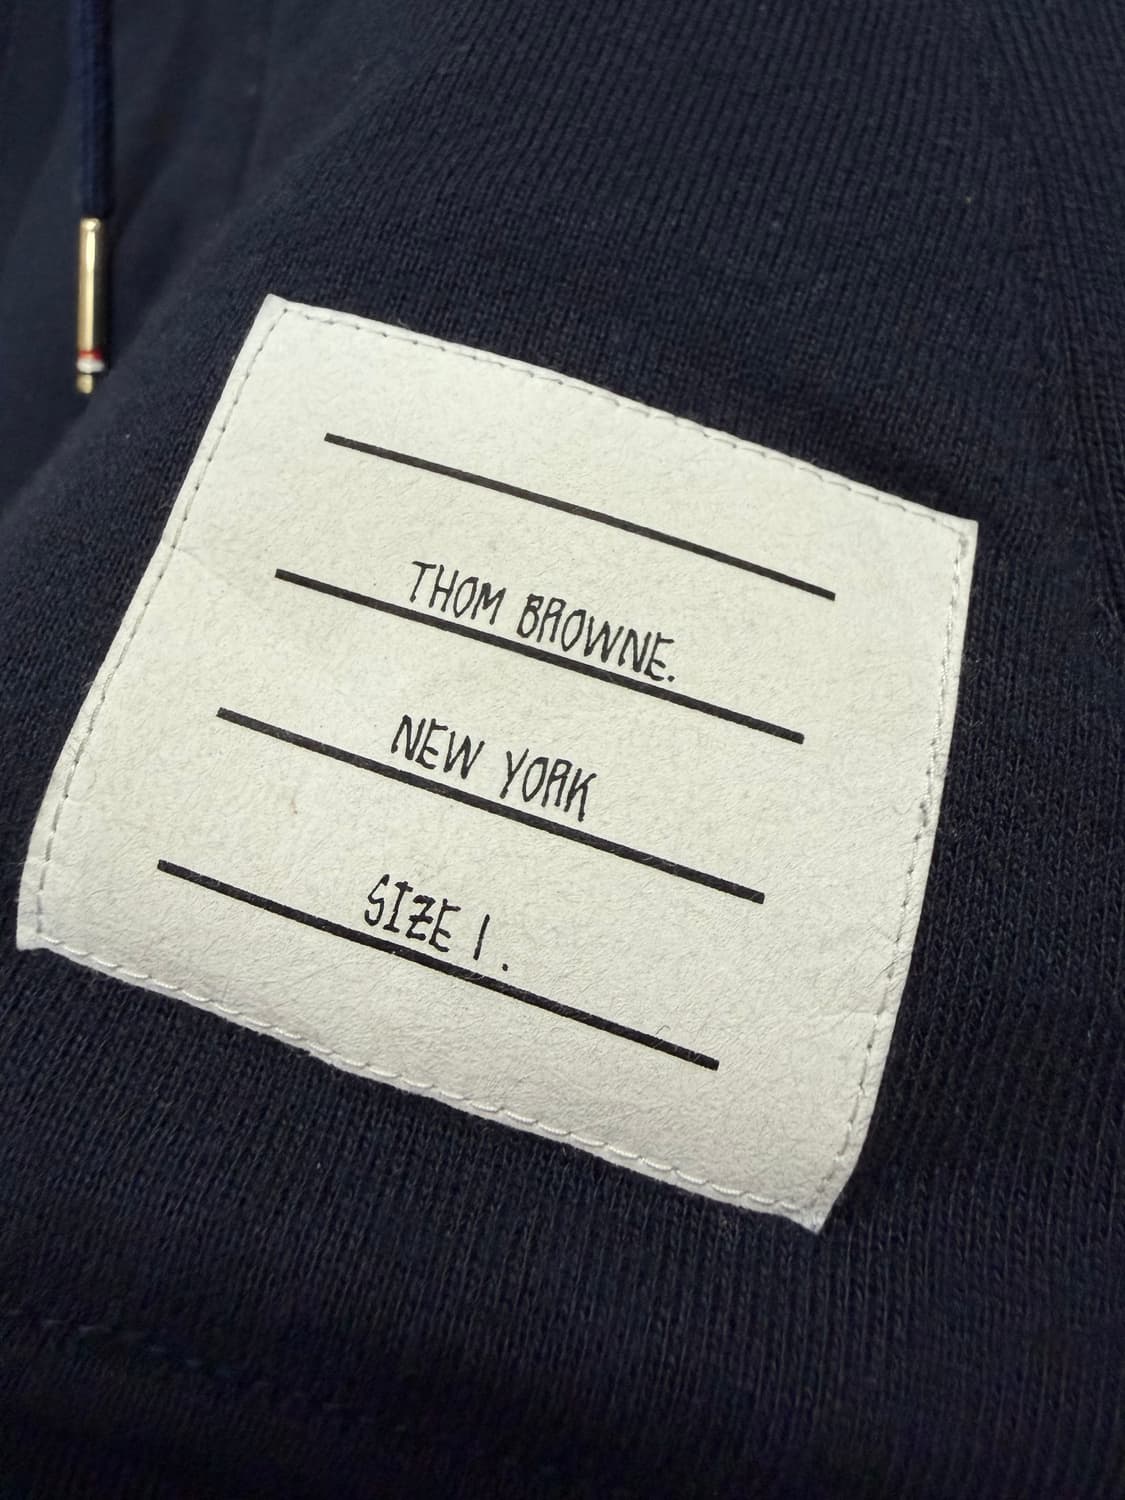 THOM BROWNE.
NEW YORK
SIZE 1.